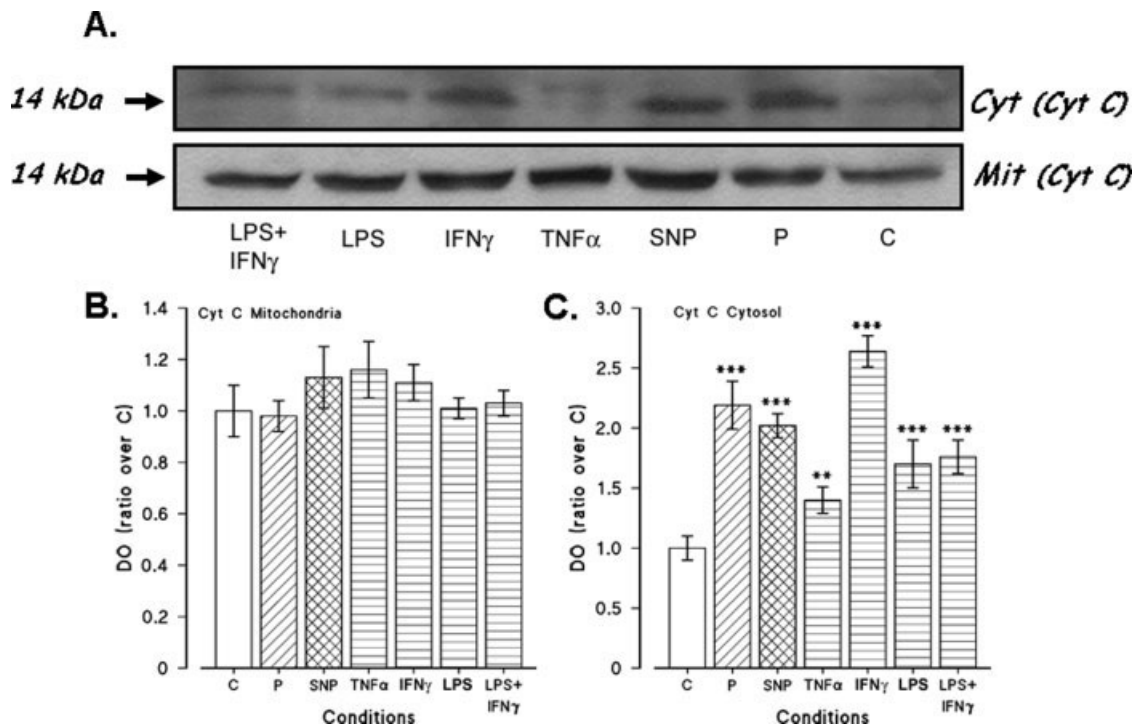 A.
14 kDa Cyt (Cyt C)
14 kDa Mit (Cyt C)
LPS+ LPS IFNγ TNFα SNP P C
IFNγ
B.
Cyt C Mitochondria
DO (ratio over C)
1.4
1.2
1.0
0.8
0.6
0.4
0.2
0
C P SNP TNFα IFNγ LPS LPS+
IFNγ
Conditions
C.
Cyt C Cytosol
DO (ratio over C)
3.0
2.5
2.0
1.5
1.0
0.5
0
*** *** ** *** *** ***
C P SNP TNFα IFNγ LPS LPS+
IFNγ
Conditions